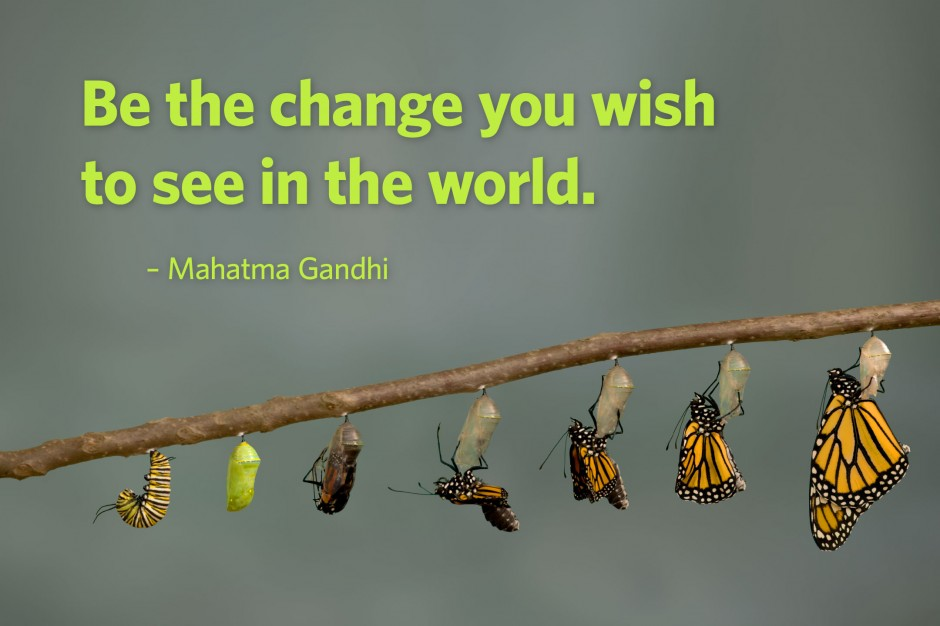 Be the change you wish
to see in the world.
– Mahatma Gandhi